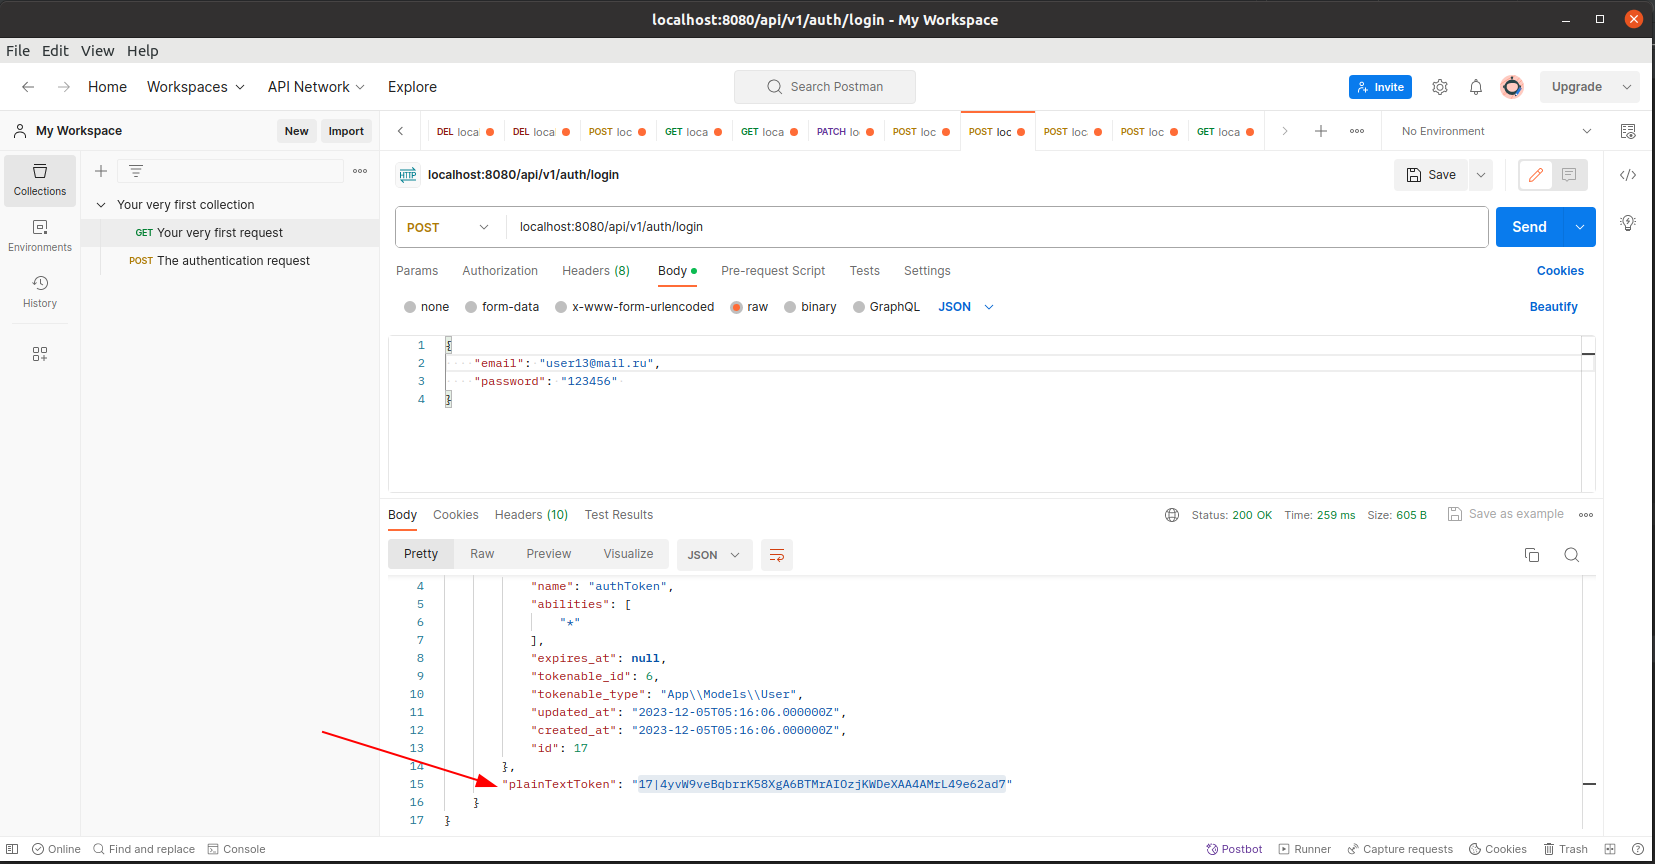 localhost:8080/api/v1/auth/login - My Workspace
File Edit View Help
Home Workspaces API Network Explore Search Postman Invite Upgrade
My Workspace New Import DEL loca DEL loca POST loc GET loca GET loca PATCH lo POST loc POST loc POST loc POST loc GET loca No Environment
Collections
Environments
History
Your very first collection
GET Your very first request
POST The authentication request
HTTP localhost:8080/api/v1/auth/login Save
POST localhost:8080/api/v1/auth/login Send
Params Authorization Headers (8) Body Pre-request Script Tests Settings Cookies
none form-data x-www-form-urlencoded raw binary GraphQL JSON Beautify
1 {
2 "email": "user13@mail.ru",
3 "password": "123456"
4 }
Body Cookies Headers (10) Test Results Status: 200 OK Time: 259 ms Size: 605 B Save as example
Pretty Raw Preview Visualize JSON
4 "name": "authToken",
5 "abilities": [
6 "*"
7 ],
8 "expires_at": null,
9 "tokenable_id": 6,
10 "tokenable_type": "App\\Models\\User",
11 "updated_at": "2023-12-05T05:16:06.000000Z",
12 "created_at": "2023-12-05T05:16:06.000000Z",
13 "id": 17
14 },
15 "plainTextToken": "17|4yvW9veBqbrrK58XgA6BTMrAIOzjKWDeXAA4AMrL49e62ad7"
16 }
17 }
Online Find and replace Console Postbot Runner Capture requests Cookies Trash